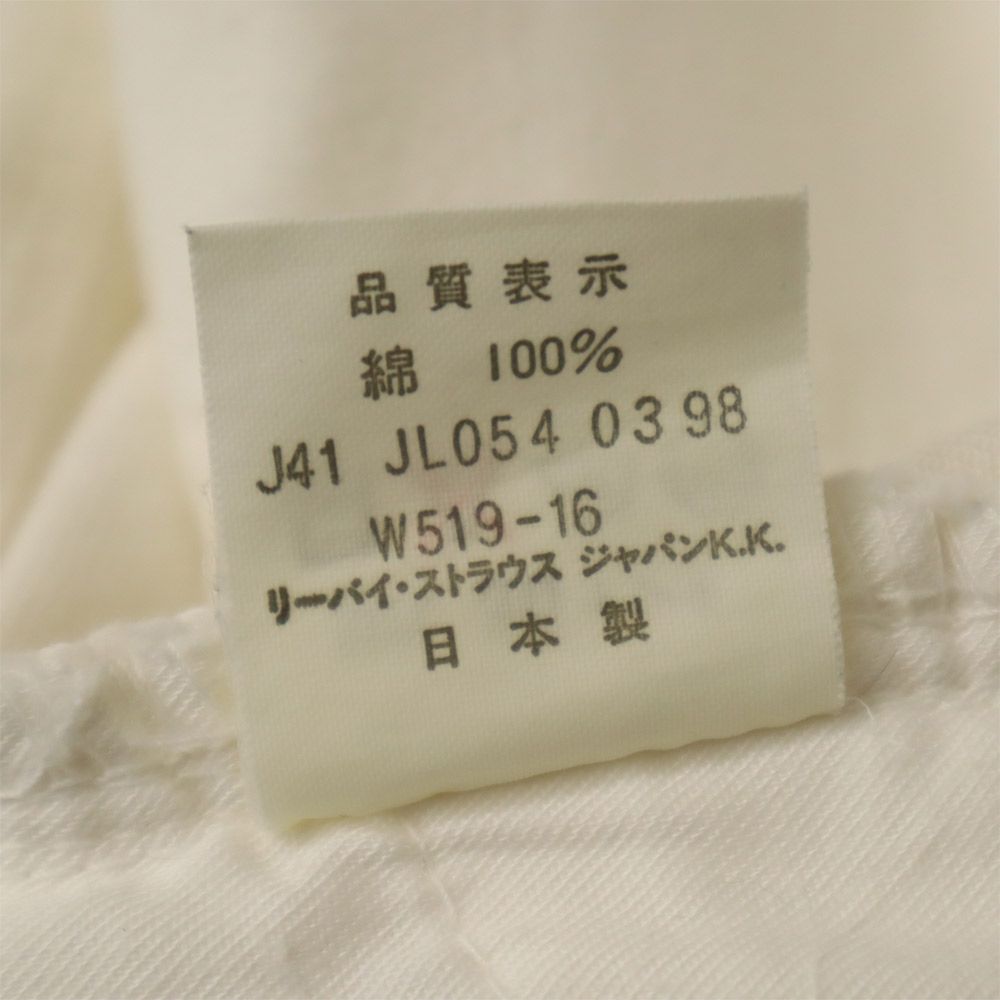 品質表示
綿 100%
J41 JL054 0398
W519-16
リーバイ・ストラウス ジャパンK.K.
日本製